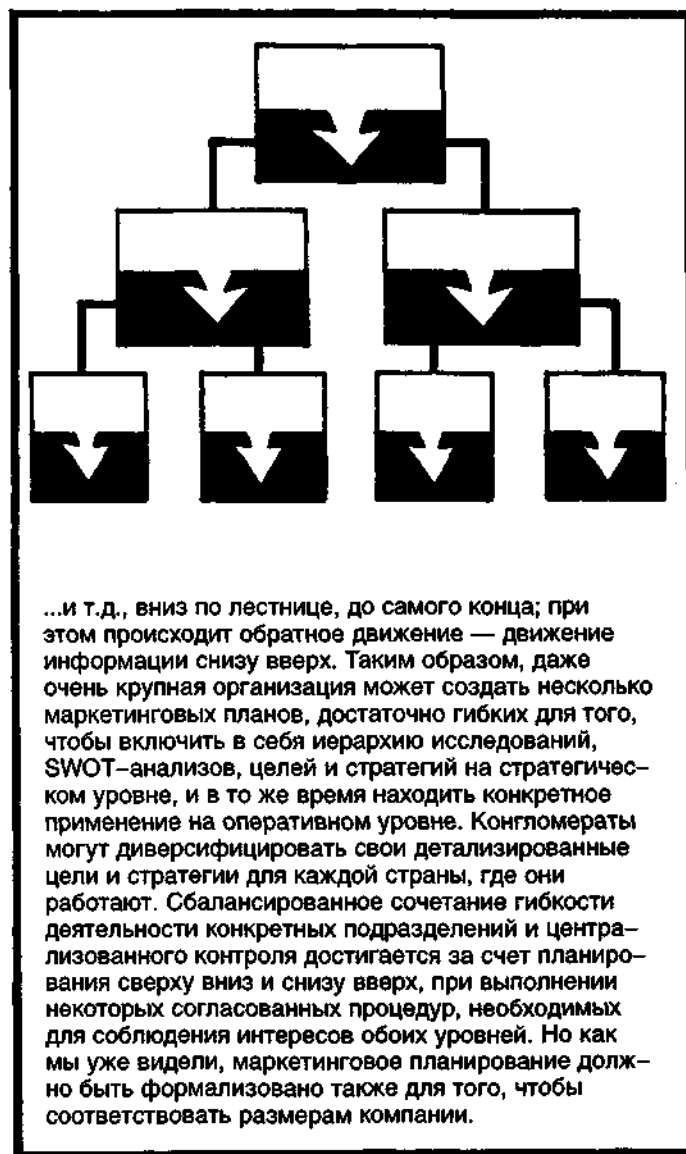 ...и т.д., вниз по лестнице, до самого конца; при
этом происходит обратное движение — движение
информации снизу вверх. Таким образом, даже
очень крупная организация может создать несколько
маркетинговых планов, достаточно гибких для того,
чтобы включить в себя иерархию исследований,
SWOT–анализов, целей и стратегий на стратегичес–
ком уровне, и в то же время находить конкретное
применение на оперативном уровне. Конгломераты
могут диверсифицировать свои детализированные
цели и стратегии для каждой страны, где они
работают. Сбалансированное сочетание гибкости
деятельности конкретных подразделений и центра–
лизованного контроля достигается за счет планиро–
вания сверху вниз и снизу вверх, при выполнении
некоторых согласованных процедур, необходимых
для соблюдения интересов обоих уровней. Но как
мы уже видели, маркетинговое планирование долж–
но быть формализовано также для того, чтобы
соответствовать размерам компании.